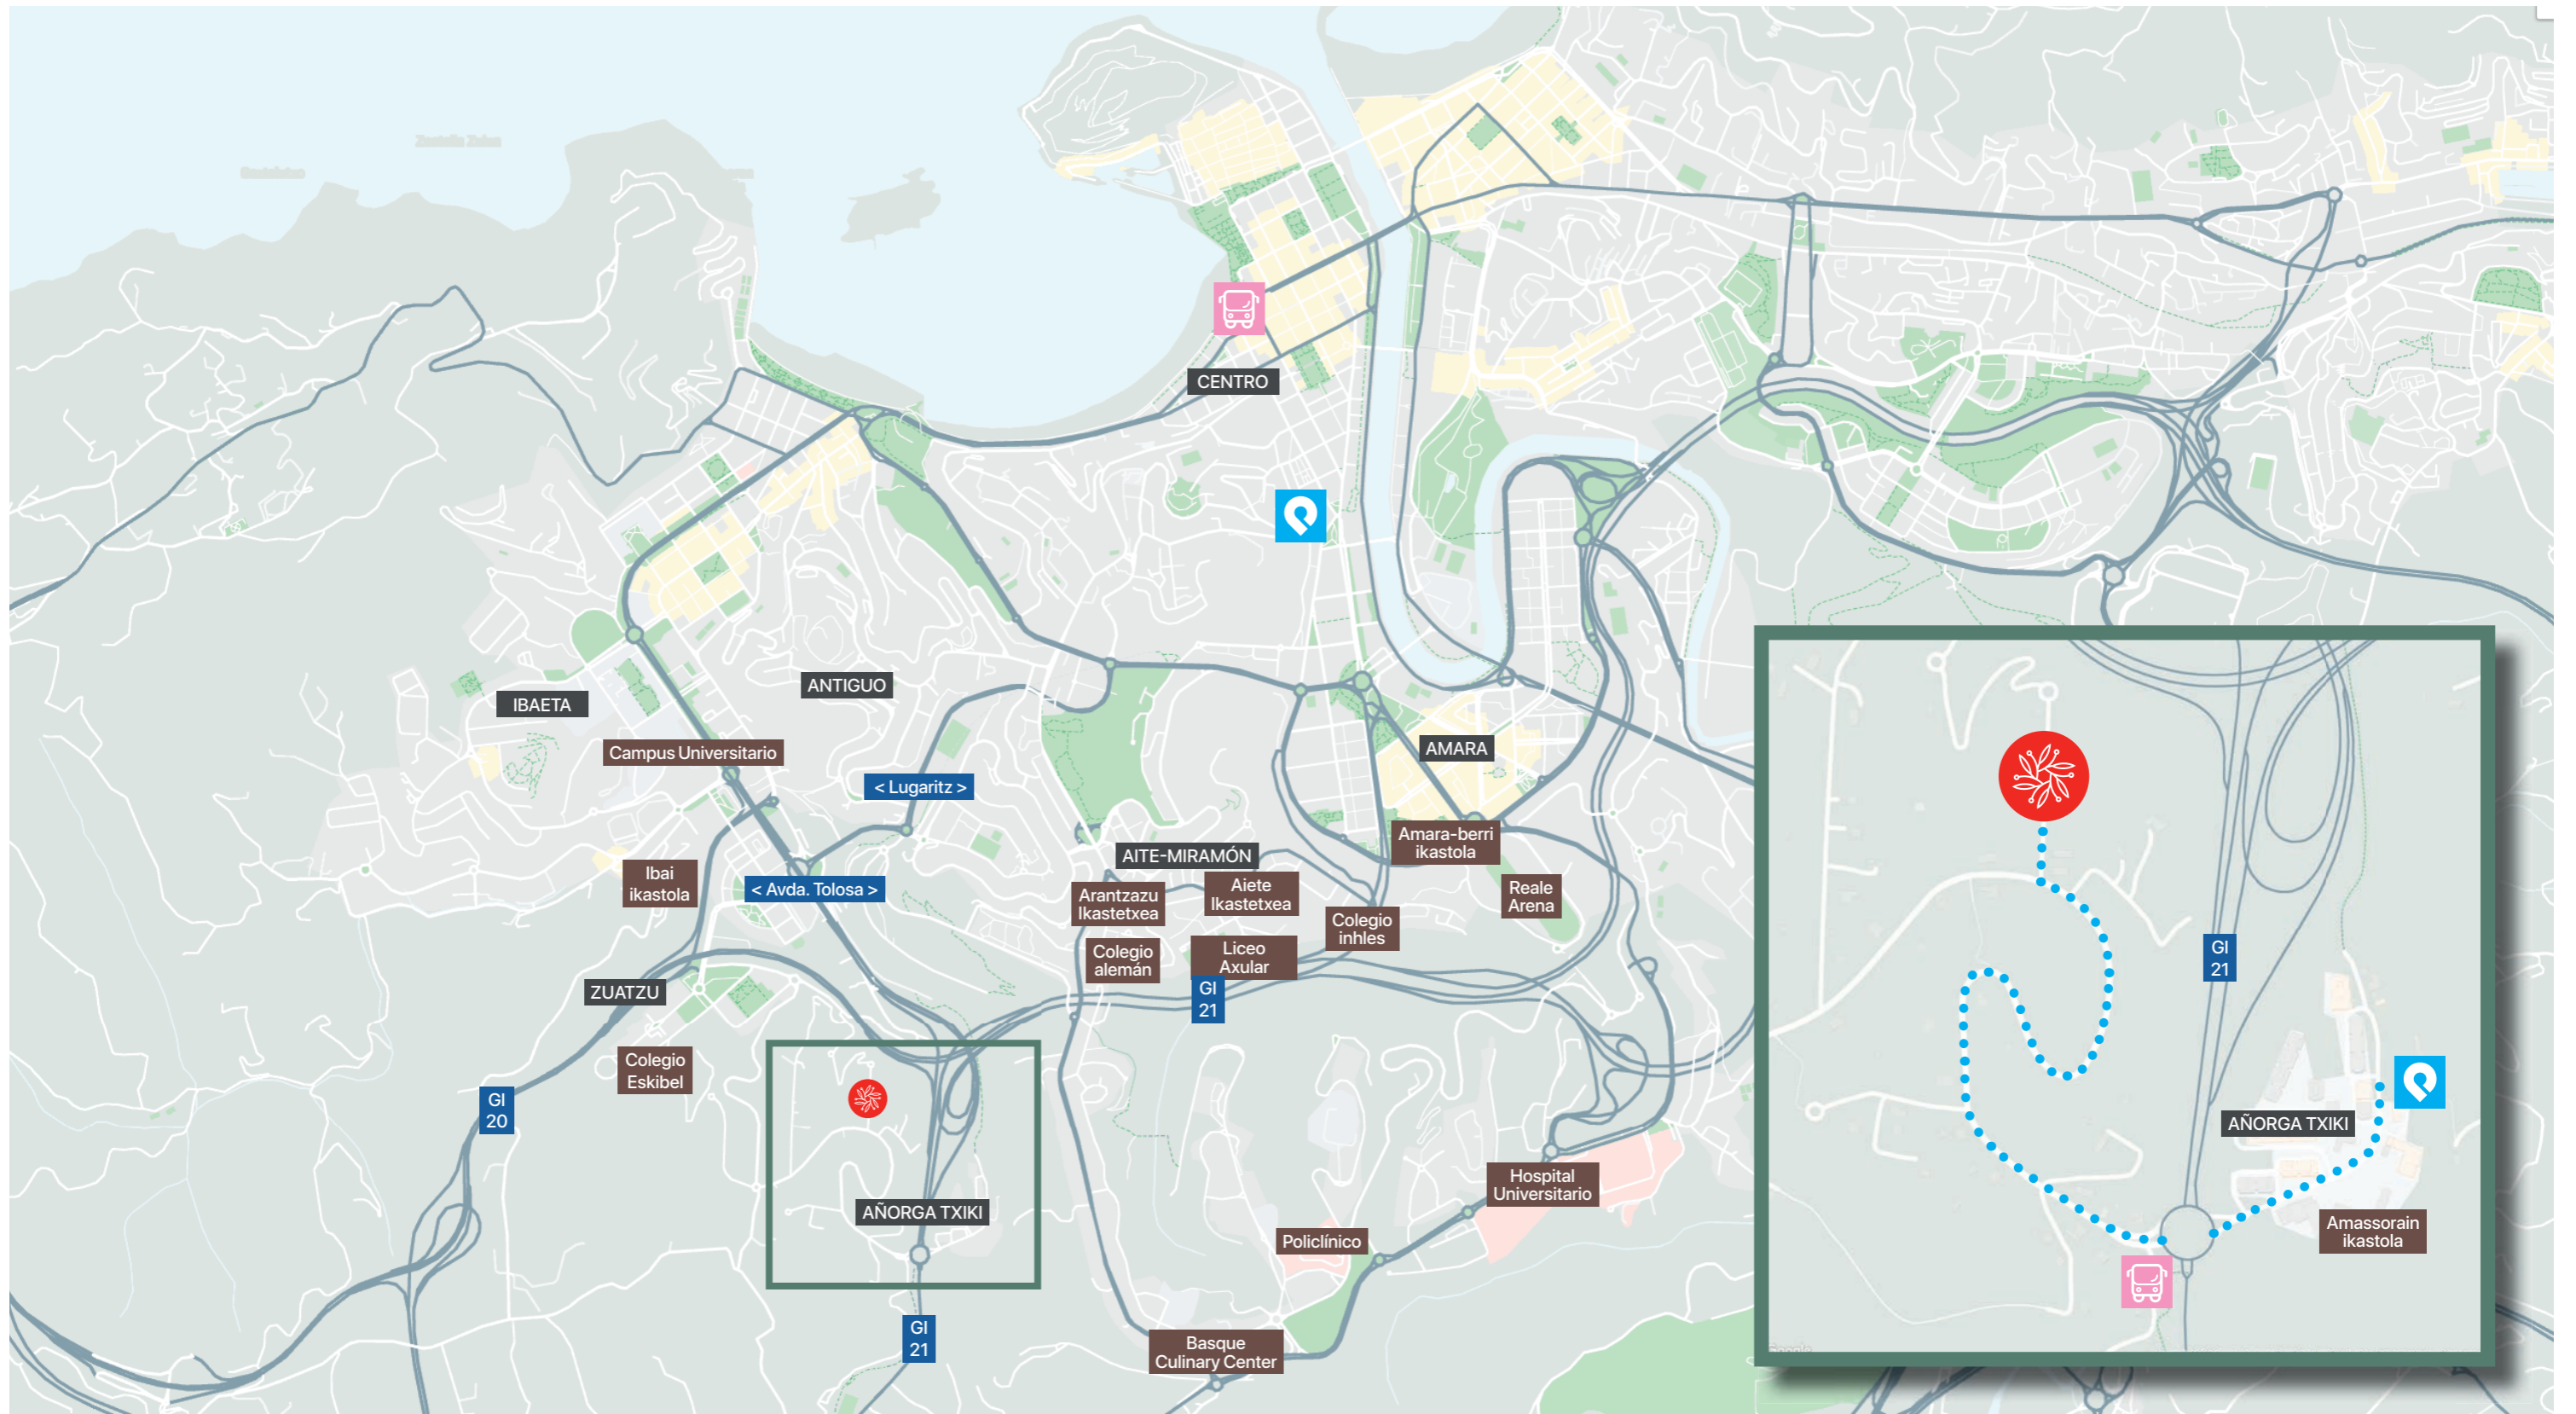 CENTRO
ANTIGUO
IBAETA
Campus Universitario
AMARA
< Lugaritz >
Amara-berri
ikastola
AITE-MIRAMÓN
Ibai
ikastola
< Avda. Tolosa >
Arantzazu
Ikastetxea
Aiete
Ikastetxea
Reale
Arena
Colegio
inhles
Colegio
alemán
Liceo
Axular
GI
21
ZUATZU
Colegio
Eskibel
GI
20
AÑORGA TXIKI
Hospital
Universitario
Policlínico
GI
21
Basque
Culinary Center
GI
21
AÑORGA TXIKI
Amassorain
ikastola